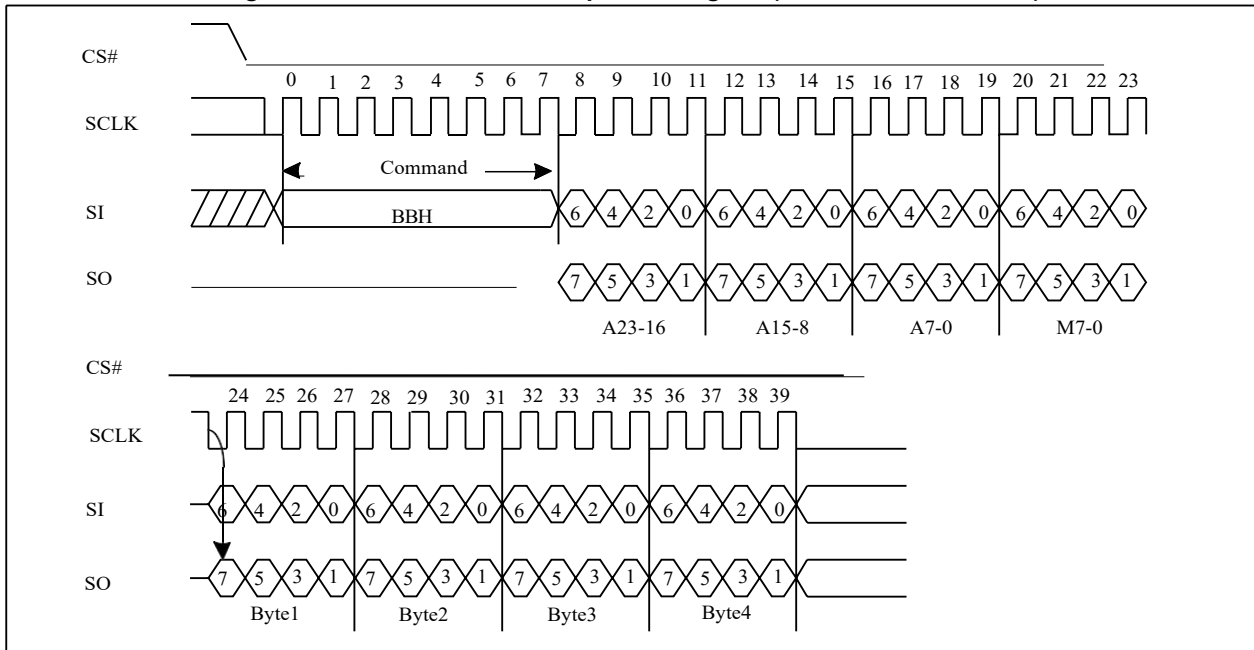 CS#
0 1 2 3 4 5 6 7 8 9 10 11 12 13 14 15 16 17 18 19 20 21 22 23
SCLK
Command
SI BBH 6 4 2 0 6 4 2 0 6 4 2 0 6 4 2 0
SO 7 5 3 1 7 5 3 1 7 5 3 1 7 5 3 1
A23-16 A15-8 A7-0 M7-0
CS#
24 25 26 27 28 29 30 31 32 33 34 35 36 37 38 39
SCLK
SI 6 4 2 0 6 4 2 0 6 4 2 0 6 4 2 0
SO 7 5 3 1 7 5 3 1 7 5 3 1 7 5 3 1
Byte1 Byte2 Byte3 Byte4